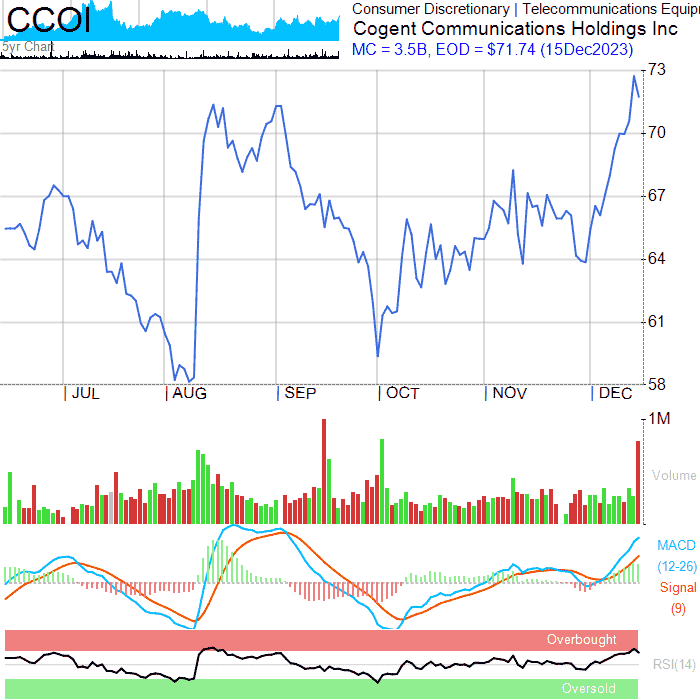 CCOI
5yr Chart
Consumer Discretionary | Telecommunications Equip
Cogent Communications Holdings Inc
MC = 3.5B, EOD = $71.74 (15Dec2023)
73
70
67
64
61
58
| JUL | AUG | SEP | OCT | NOV | DEC
1M
Volume
MACD
(12-26)
Signal
(9)
Overbought
RSI(14)
Oversold